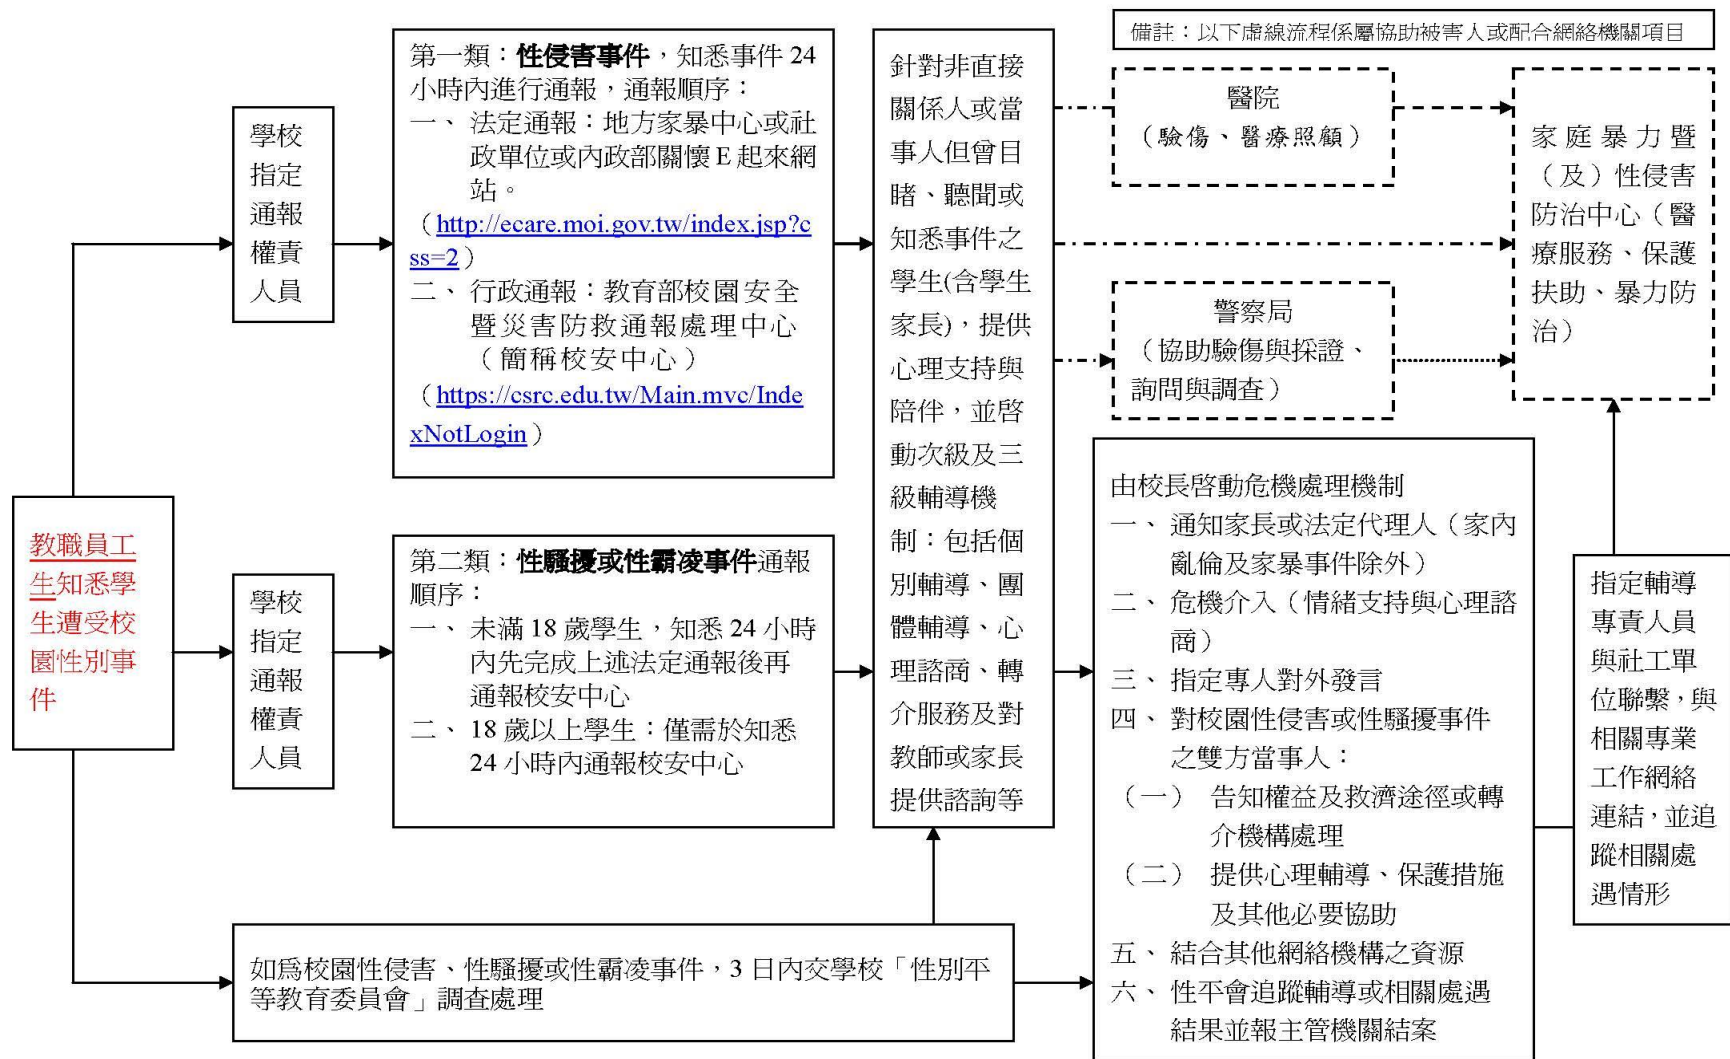 備註：以下虛線流程係屬協助被害人或配合網絡機關項目
教職員工
生知悉學
生遭受校
園性別事
件
學校
指定
通報
權責
人員
第一類：性侵害事件，知悉事件 24
小時內進行通報，通報順序：
一、 法定通報：地方家暴中心或社
政單位或內政部關懷 E 起來網
站。
（http://ecare.moi.gov.tw/index.jsp?c
ss=2）
二、 行政通報：教育部校園安全
暨災害防救通報處理中心
（簡稱校安中心）
（https://csrc.edu.tw/Main.mvc/Inde
xNotLogin）
學校
指定
通報
權責
人員
第二類：性騷擾或性霸凌事件通報
順序：
一、 未滿 18 歲學生，知悉 24 小時
內先完成上述法定通報後再
通報校安中心
二、 18 歲以上學生：僅需於知悉
24 小時內通報校安中心
如為校園性侵害、性騷擾或性霸凌事件，3 日內交學校「性別平
等教育委員會」調查處理
針對非直接
關係人或當
事人但曾目
睹、聽聞或
知悉事件之
學生(含學生
家長)，提供
心理支持與
陪伴，並啓
動次級及三
級輔導機
制：包括個
別輔導、團
體輔導、心
理諮商、轉
介服務及對
教師或家長
提供諮詢等
醫院
（驗傷、醫療照顧）
警察局
（協助驗傷與採證、
詢問與調查）
家庭暴力暨
（及）性侵害
防治中心（醫
療服務、保護
扶助、暴力防
治）
由校長啓動危機處理機制
一、 通知家長或法定代理人（家內
亂倫及家暴事件除外）
二、 危機介入（情緒支持與心理諮
商）
三、 指定專人對外發言
四、 對校園性侵害或性騷擾事件
之雙方當事人：
（一） 告知權益及救濟途徑或轉
介機構處理
（二） 提供心理輔導、保護措施
及其他必要協助
五、 結合其他網絡機構之資源
六、 性平會追蹤輔導或相關處遇
結果並報主管機關結案
指定輔導
專責人員
與社工單
位聯繫，與
相關專業
工作網絡
連結，並追
蹤相關處
遇情形